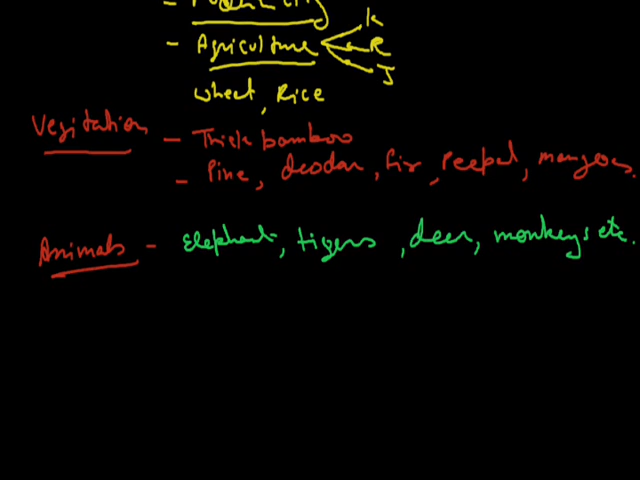 - Agriculture K
R
J
wheat, Rice
Vegitation - Thick bamboo
- Pine, deodar, fir, peepal, mangoes.
Animals - Elephant, tigers, deer, monkeys etc.